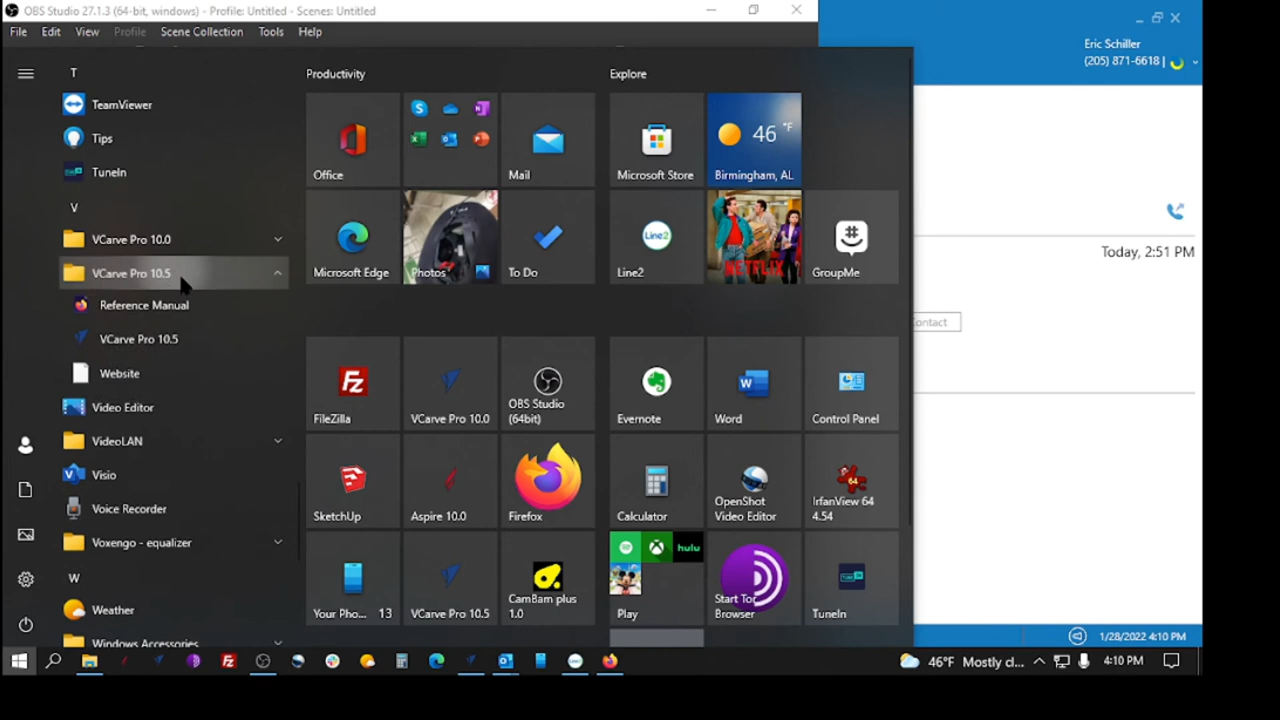 OBS Studio 27.1.3 (64-bit, windows) - Profile: Untitled - Scenes: Untitled
File Edit View Profile Scene Collection Tools Help
Eric Schiller
(205) 871-6618 |
T
TeamViewer
Tips
TuneIn
V
VCarve Pro 10.0
VCarve Pro 10.5
Reference Manual
VCarve Pro 10.5
Website
Video Editor
VideoLAN
Visio
Voice Recorder
Voxengo - equalizer
W
Weather
Windows Accessories
Productivity
Office
Mail
Microsoft Edge
Photos
To Do
Explore
Microsoft Store
46 °F
Birmingham, AL
Line2
Line2
NETFLIX
GroupMe
FileZilla
VCarve Pro 10.0
OBS Studio
(64bit)
Evernote
Word
Control Panel
SketchUp
Aspire 10.0
Firefox
Calculator
OpenShot
Video Editor
IrfanView 64
4.54
Your Pho... 13
VCarve Pro 10.5
CamBam plus
1.0
hulu
Play
Start Tor
Browser
TuneIn
Today, 2:51 PM
ontact
1/28/2022 4:10 PM
46°F Mostly cl... 4:10 PM